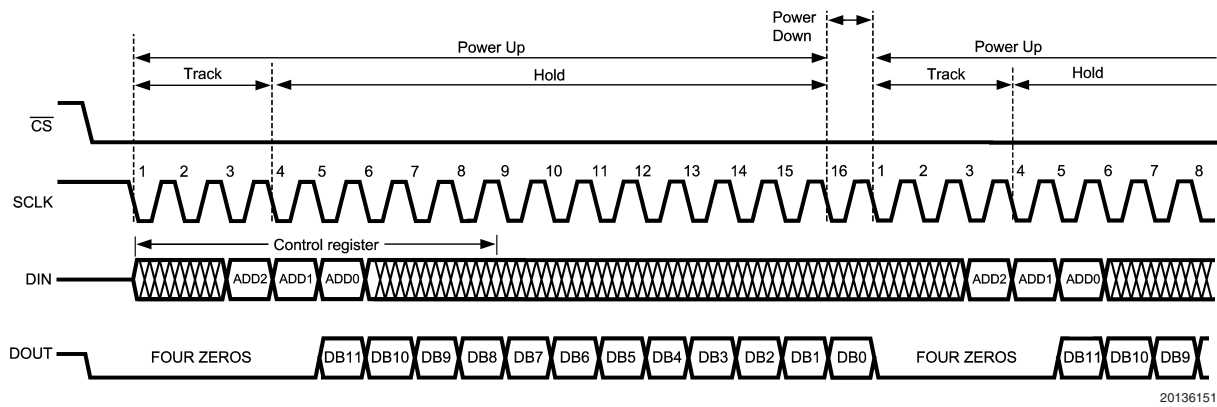 Power Down
Power Up Power Up
Track Hold Track Hold
CS
1 2 3 4 5 6 7 8 9 10 11 12 13 14 15 16 1 2 3 4 5 6 7 8
SCLK
Control register
DIN ADD2 ADD1 ADD0 ADD2 ADD1 ADD0
DOUT FOUR ZEROS DB11 DB10 DB9 DB8 DB7 DB6 DB5 DB4 DB3 DB2 DB1 DB0 FOUR ZEROS DB11 DB10 DB9
20136151